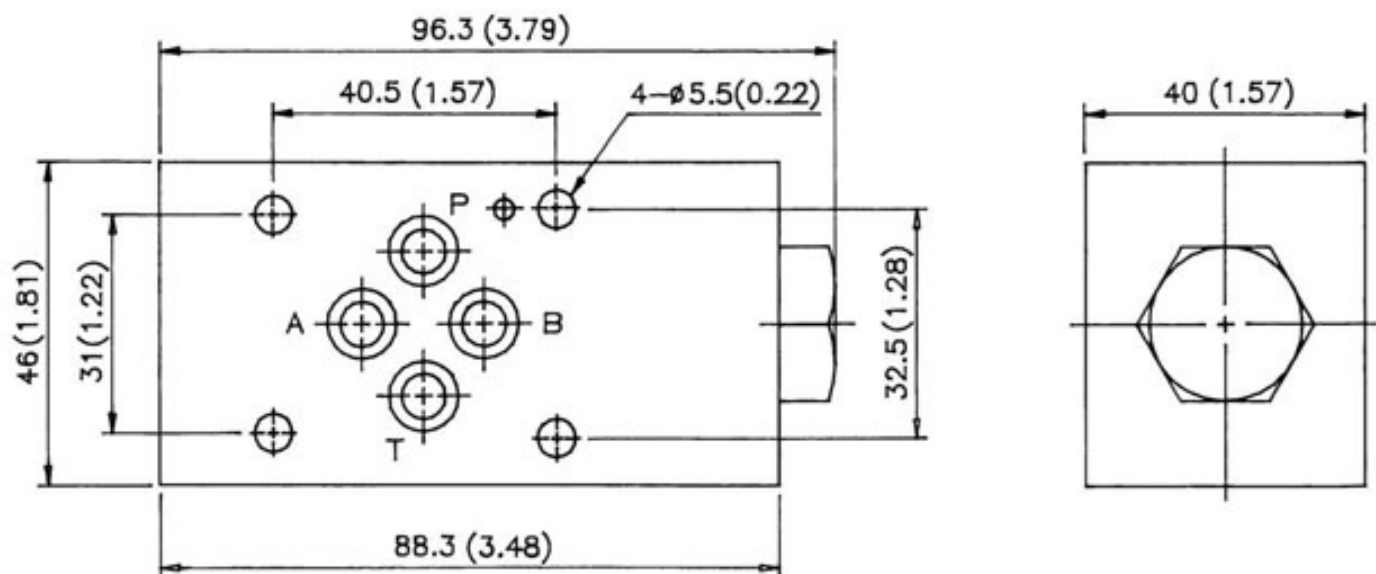 96.3 (3.79)
40.5 (1.57)
4-ø5.5(0.22)
40 (1.57)
P
46(1.81)
31(1.22)
A
B
32.5(1.28)
T
88.3 (3.48)